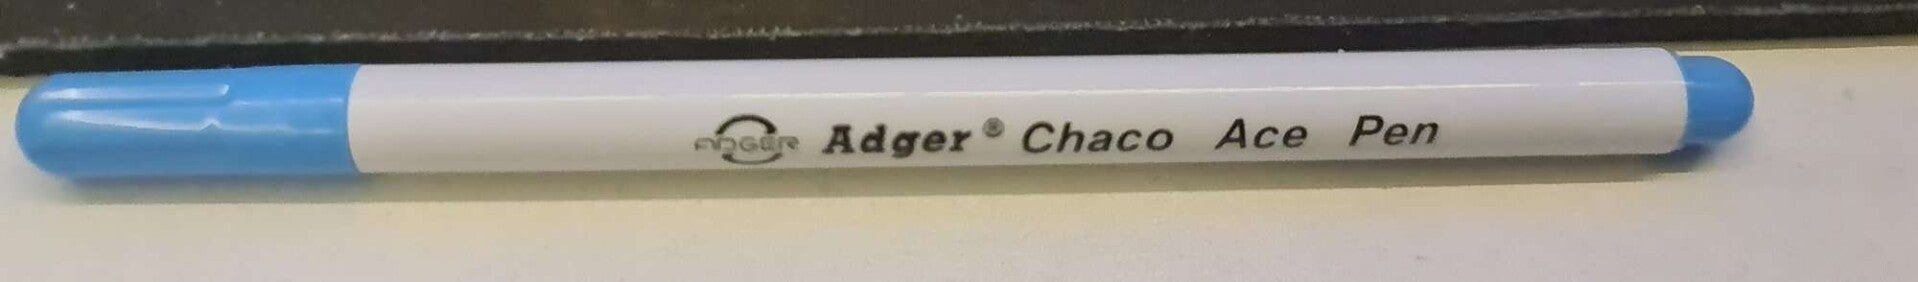 ADGER Adger® Chaco Ace Pen